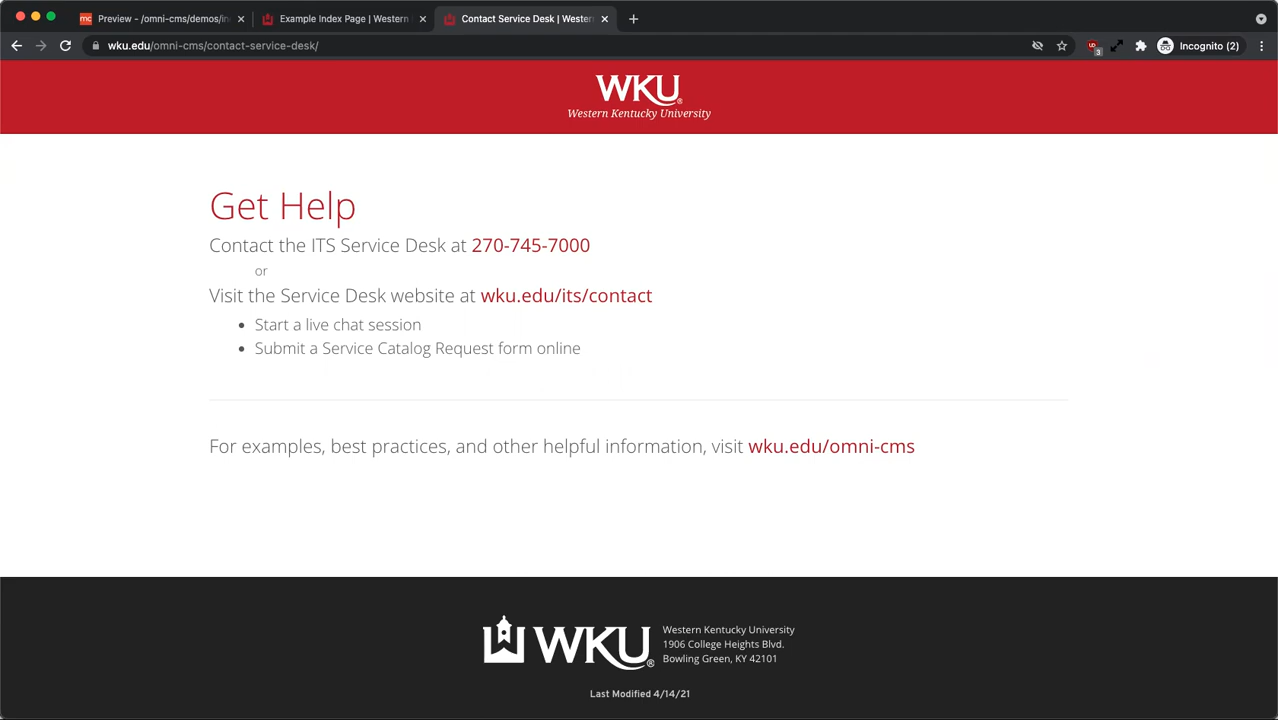 Preview - /omni-cms/demos/in
Example Index Page | Western
Contact Service Desk | Wester
wku.edu/omni-cms/contact-service-desk/
3
Incognito (2)
WKU®
Western Kentucky University
Get Help
Contact the ITS Service Desk at 270-745-7000
or
Visit the Service Desk website at wku.edu/its/contact
• Start a live chat session
• Submit a Service Catalog Request form online
For examples, best practices, and other helpful information, visit wku.edu/omni-cms
WKU®
Western Kentucky University
1906 College Heights Blvd.
Bowling Green, KY 42101
Last Modified 4/14/21